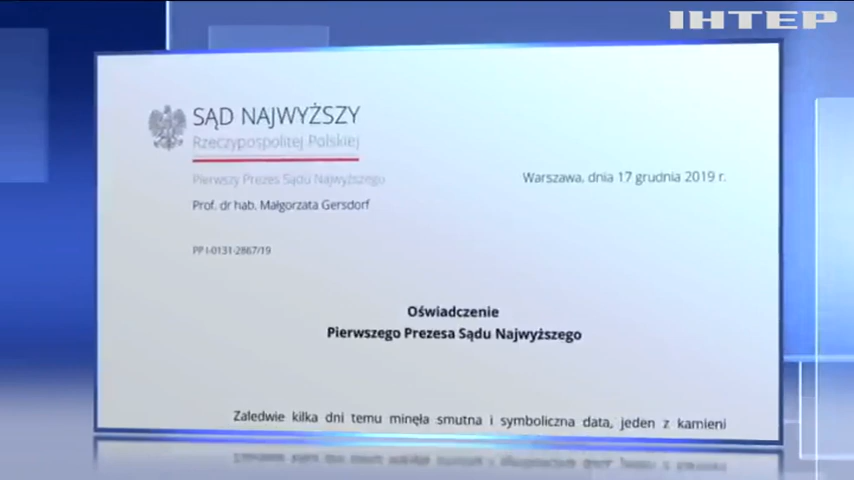 ІНТЕР
SĄD NAJWYŻSZY
Rzeczypospolitej Polskiej
Pierwszy Prezes Sądu Najwyższego
Warszawa, dnia 17 grudnia 2019 r.
Prof. dr hab. Małgorzata Gersdorf
PP I-0131-2867/19
Oświadczenie
Pierwszego Prezesa Sądu Najwyższego
Zaledwie kilka dni temu minęła smutna i symboliczna data, jeden z kamieni